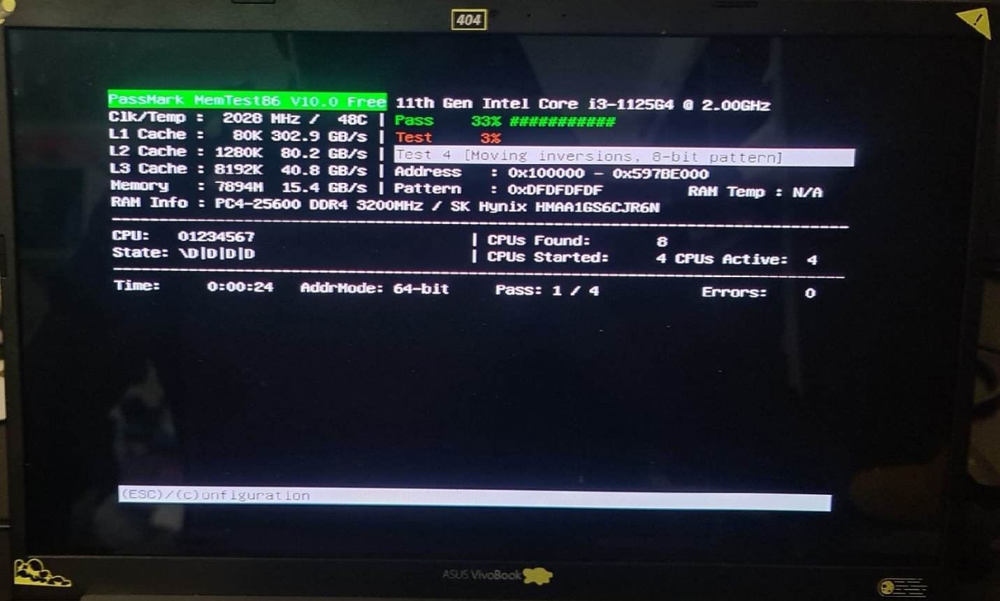 404
PassMark MemTest86 V10.0 Free 11th Gen Intel Core i3-1125G4 @ 2.00GHz
Clk/Temp : 2028 MHz / 48C | Pass 33% ###########
L1 Cache : 80K 302.9 GB/s | Test 3%
L2 Cache : 1280K 80.2 GB/s | Test 4 [Moving inversions, 8-bit pattern]
L3 Cache : 8192K 40.8 GB/s | Address : 0x100000 - 0x597BE000
Memory : 7894M 15.4 GB/s | Pattern : 0xDFDFDFDF RAM Temp : N/A
RAM Info : PC4-25600 DDR4 3200MHz / SK Hynix HMAA1GS6CJR6N
CPU: 01234567 | CPUs Found: 8
State: \D|D|D|D | CPUs Started: 4 CPUs Active: 4
Time: 0:00:24 AddrMode: 64-bit Pass: 1 / 4 Errors: 0
(ESC)/(c)onfiguration
ASUS VivoBook